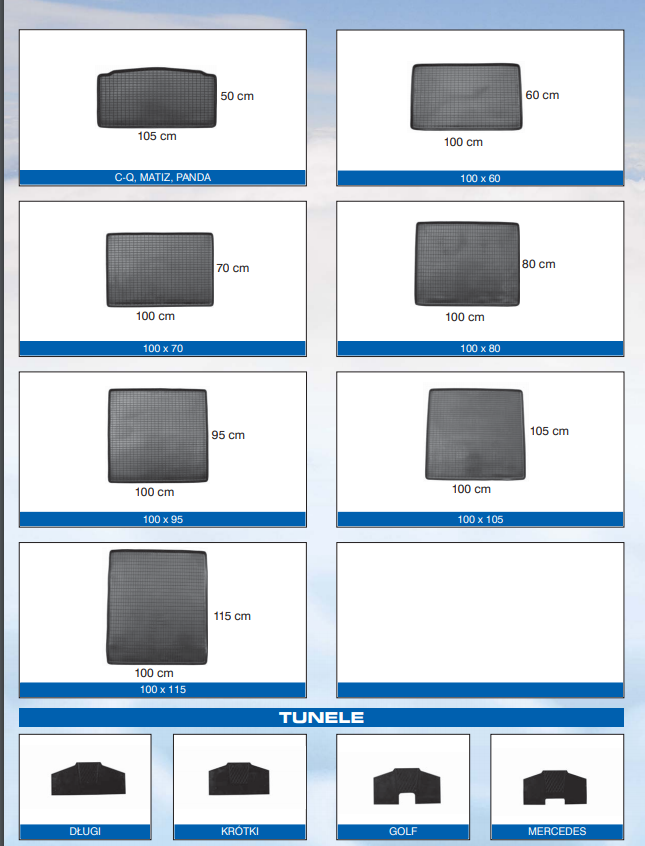 50 cm
105 cm
C-Q, MATIZ, PANDA
60 cm
100 cm
100 x 60
70 cm
100 cm
100 x 70
80 cm
100 cm
100 x 80
95 cm
100 cm
100 x 95
105 cm
100 cm
100 x 105
115 cm
100 cm
100 x 115
TUNELE
DŁUGI
KRÓTKI
GOLF
MERCEDES